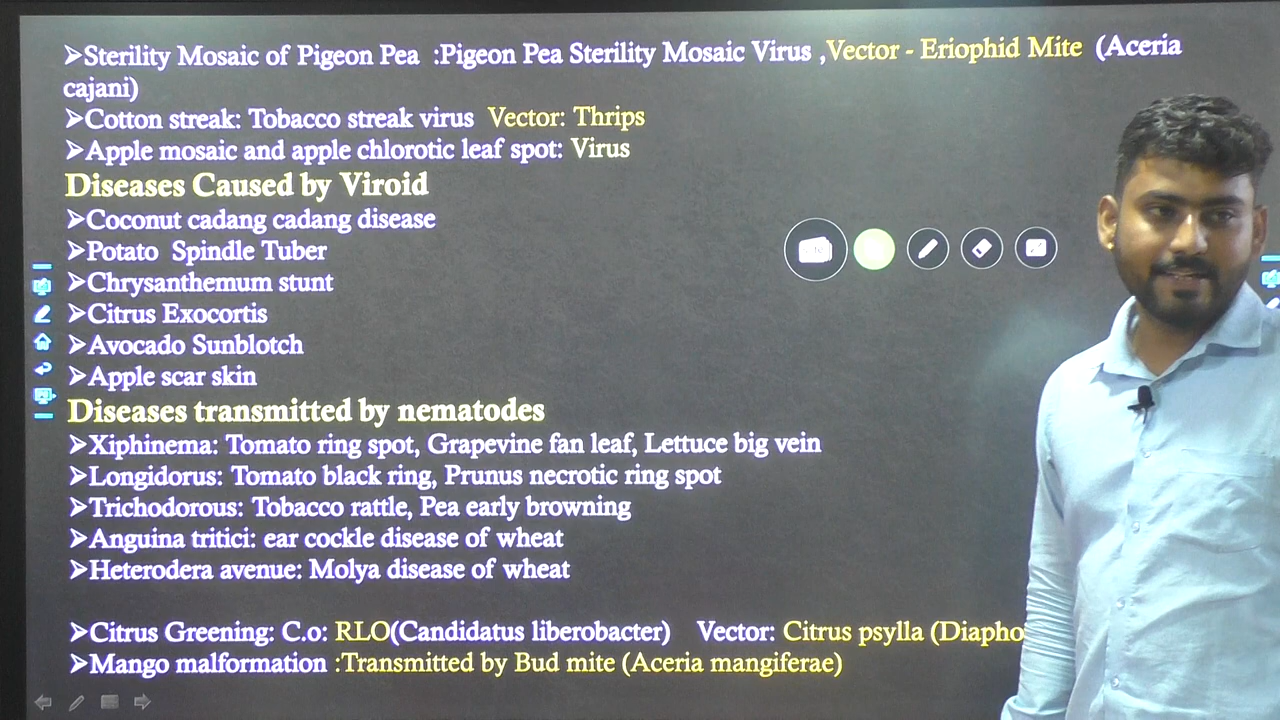 ➤Sterility Mosaic of Pigeon Pea :Pigeon Pea Sterility Mosaic Virus ,Vector - Eriophid Mite (Aceria
cajani)
➤Cotton streak: Tobacco streak virus Vector: Thrips
➤Apple mosaic and apple chlorotic leaf spot: Virus
Diseases Caused by Viroid
➤Coconut cadang cadang disease
➤Potato Spindle Tuber
➤Chrysanthemum stunt
➤Citrus Exocortis
➤Avocado Sunblotch
➤Apple scar skin
Diseases transmitted by nematodes
➤Xiphinema: Tomato ring spot, Grapevine fan leaf, Lettuce big vein
➤Longidorus: Tomato black ring, Prunus necrotic ring spot
➤Trichodorous: Tobacco rattle, Pea early browning
➤Anguina tritici: ear cockle disease of wheat
➤Heterodera avenue: Molya disease of wheat
➤Citrus Greening: C.o: RLO(Candidatus liberobacter) Vector: Citrus psylla (Diapho
➤Mango malformation :Transmitted by Bud mite (Aceria mangiferae)